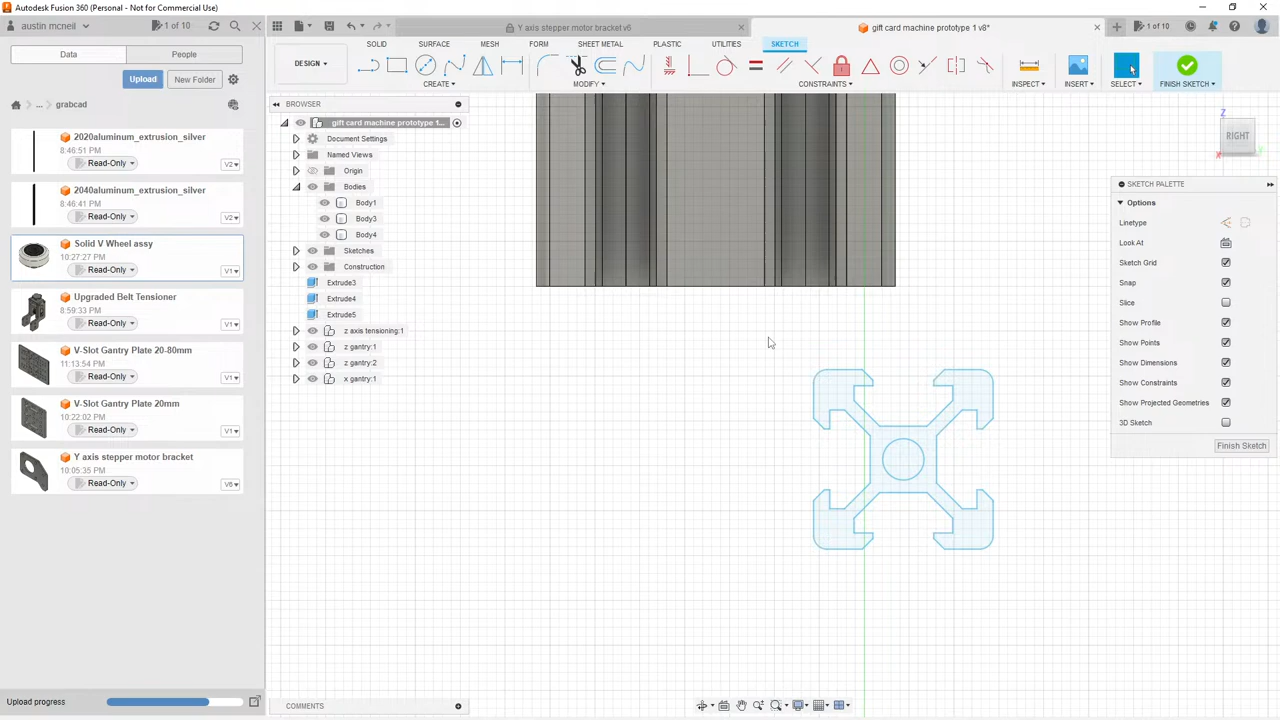 Autodesk Fusion 360 (Personal - Not for Commercial Use)
austin mcneil
1 of 10
Y axis stepper motor bracket v6
gift card machine prototype 1 v8*
1 of 10
Data
People
Upload
New Folder
... grabcad
2020aluminum_extrusion_silver
8:46:51 PM
Read-Only
V2
2040aluminum_extrusion_silver
8:46:41 PM
Read-Only
V2
Solid V Wheel assy
10:27:27 PM
Read-Only
V1
Upgraded Belt Tensioner
8:59:33 PM
Read-Only
V1
V-Slot Gantry Plate 20-80mm
11:13:54 PM
Read-Only
V1
V-Slot Gantry Plate 20mm
10:22:02 PM
Read-Only
V1
Y axis stepper motor bracket
10:05:35 PM
Read-Only
V6
Upload progress
SOLID
SURFACE
MESH
FORM
SHEET METAL
PLASTIC
UTILITIES
SKETCH
DESIGN
CREATE
MODIFY
CONSTRAINTS
INSPECT
INSERT
SELECT
FINISH SKETCH
BROWSER
gift card machine prototype 1...
Document Settings
Named Views
Origin
Bodies
Body1
Body3
Body4
Sketches
Construction
Extrude3
Extrude4
Extrude5
z axis tensioning:1
z gantry:1
z gantry:2
x gantry:1
Z
RIGHT
X
Y
SKETCH PALETTE
Options
Linetype
Look At
Sketch Grid
Snap
Slice
Show Profile
Show Points
Show Dimensions
Show Constraints
Show Projected Geometries
3D Sketch
Finish Sketch
COMMENTS